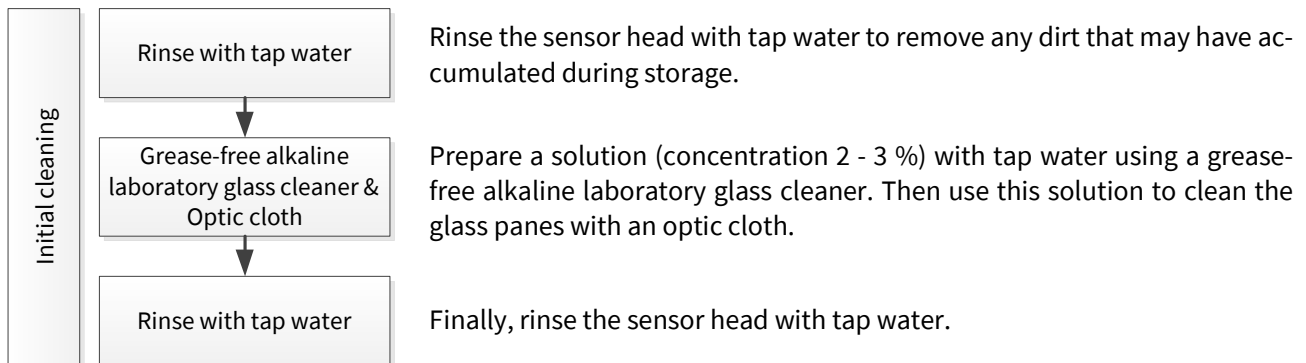 Initial cleaning
Rinse with tap water
Rinse the sensor head with tap water to remove any dirt that may have ac-
cumulated during storage.
Grease-free alkaline
laboratory glass cleaner &
Optic cloth
Prepare a solution (concentration 2 - 3 %) with tap water using a grease-
free alkaline laboratory glass cleaner. Then use this solution to clean the
glass panes with an optic cloth.
Rinse with tap water
Finally, rinse the sensor head with tap water.